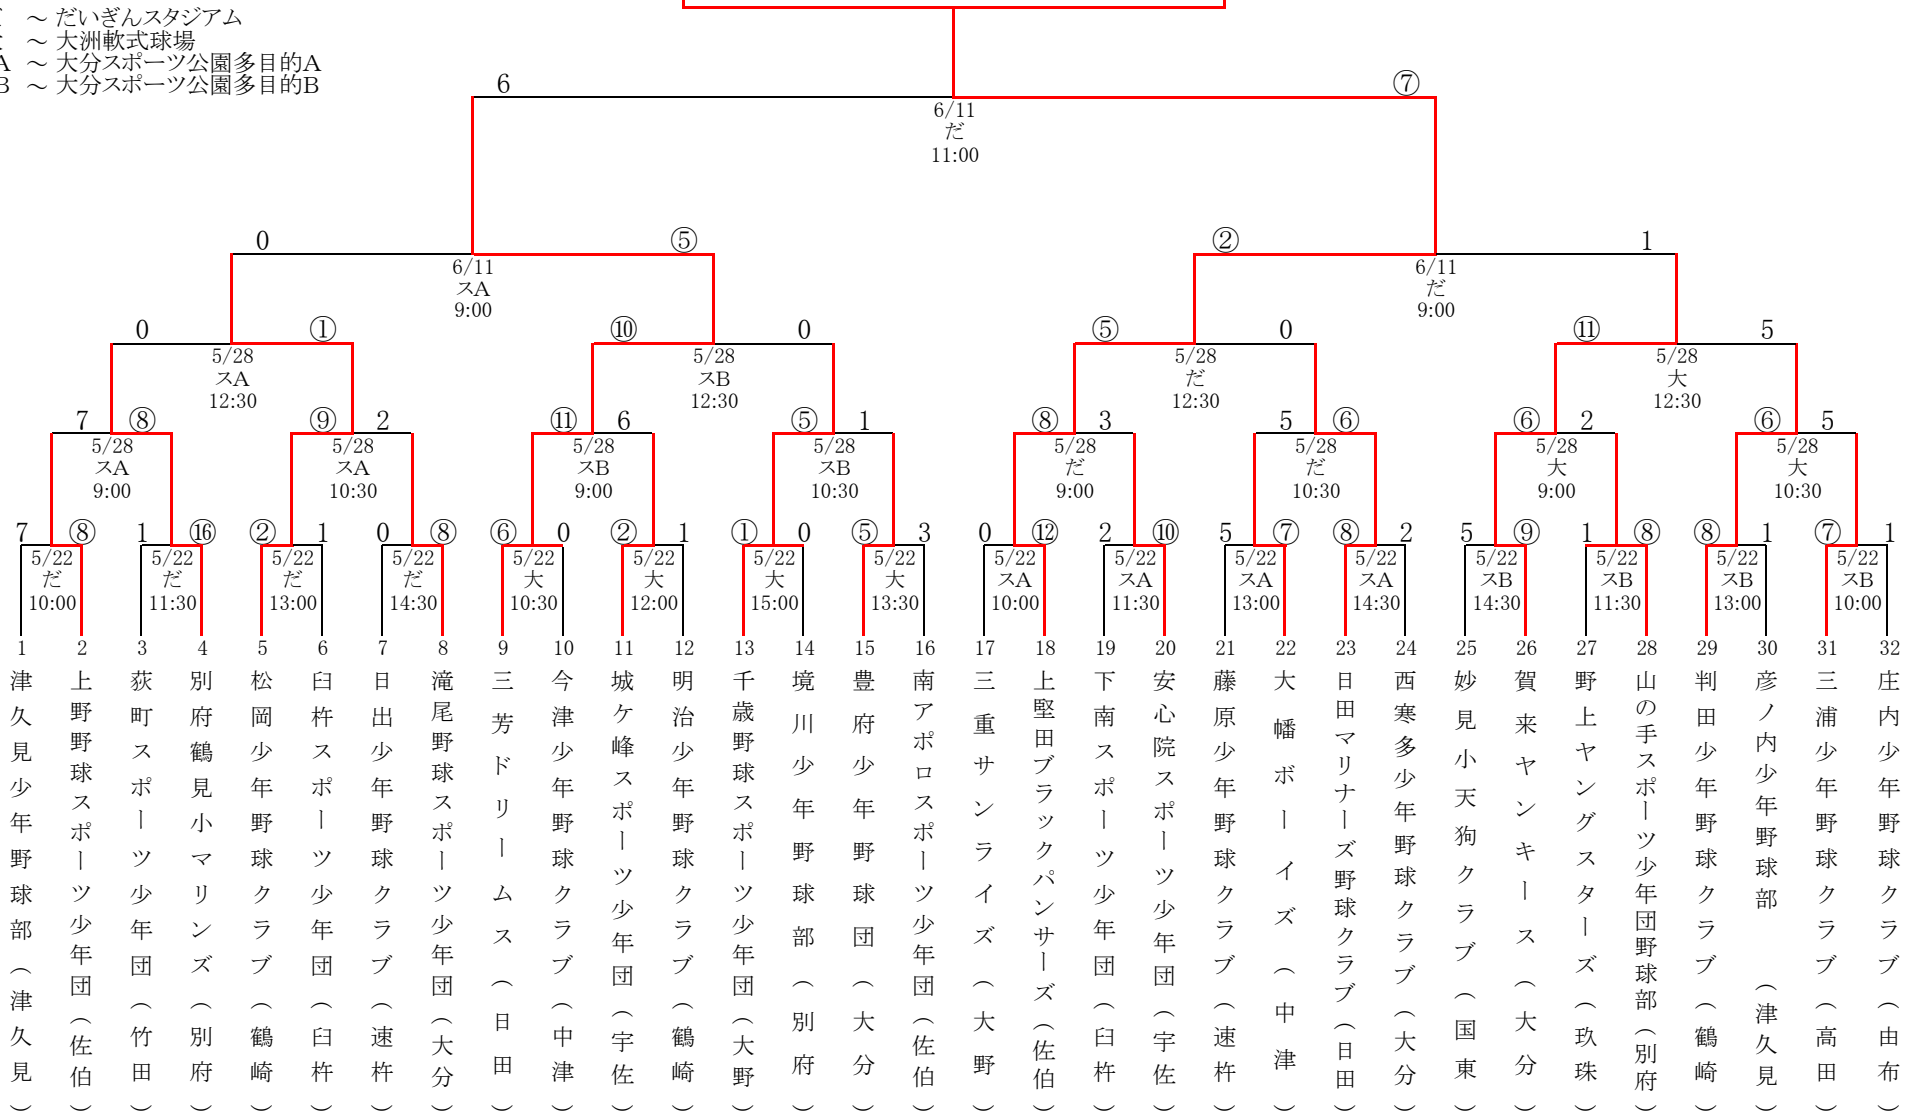 ～ だいぎんスタジアム
～ 大洲軟式球場
A ～ 大分スポーツ公園多目的A
B ～ 大分スポーツ公園多目的B
6 ⑦
6/11
だ
11:00
0 ⑤ ② 1
6/11 6/11
スA だ
9:00 9:00
0 ① ⑩ 0 ⑤ 0 ⑪ 5
5/28 5/28 5/28 5/28
スA スB だ 大
12:30 12:30 12:30 12:30
7 ⑧ ⑨ 2 ⑪ 6 ⑤ 1 ⑧ 3 5 ⑥ ⑥ 2 ⑥ 5
5/28 5/28 5/28 5/28 5/28 5/28 5/28 5/28
スA スA スB スB だ だ 大 大
9:00 10:30 9:00 10:30 9:00 10:30 9:00 10:30
7 ⑧ 1 ⑯ ② 1 0 ⑧ ⑥ 0 ② 1 ① 0 ⑤ 3 0 ⑫ 2 ⑩ 5 ⑦ ⑧ 2 5 ⑨ 1 ⑧ ⑧ 1 ⑦ 1
5/22 5/22 5/22 5/22 5/22 5/22 5/22 5/22 5/22 5/22 5/22 5/22 5/22 5/22 5/22 5/22
だ だ だ だ 大 大 大 大 スA スA スA スA スB スB スB スB
10:00 11:30 13:00 14:30 10:30 12:00 15:00 13:30 10:00 11:30 13:00 14:30 14:30 11:30 13:00 10:00
1 2 3 4 5 6 7 8 9 10 11 12 13 14 15 16 17 18 19 20 21 22 23 24 25 26 27 28 29 30 31 32
津久見少年野球部（津久見）
上野野球スポーツ少年団（佐伯）
荻町スポーツ少年団（竹田）
別府鶴見小マリンズ（別府）
松岡少年野球クラブ（鶴崎）
臼杵スポーツ少年団（臼杵）
日出少年野球クラブ（速杵）
滝尾野球スポーツ少年団（大分）
三芳ドリームス（日田）
今津少年野球クラブ（中津）
城ケ峰スポーツ少年団（宇佐）
明治少年野球クラブ（鶴崎）
千歳野球スポーツ少年団（大野）
境川少年野球部（別府）
豊府少年野球団（大分）
南アポロスポーツ少年団（佐伯）
三重サンライズ（大野）
上堅田ブラックパンサーズ（佐伯）
下南スポーツ少年団（臼杵）
安心院スポーツ少年団（宇佐）
藤原少年野球クラブ（速杵）
大幡ボーイズ（中津）
日田マリナーズ野球クラブ（日田）
西寒多少年野球クラブ（大分）
妙見小天狗クラブ（国東）
賀来ヤンキース（大分）
野上ヤングスターズ（玖珠）
山の手スポーツ少年団野球部（別府）
判田少年野球クラブ（鶴崎）
彦ノ内少年野球部（津久見）
三浦少年野球クラブ（高田）
庄内少年野球クラブ（由布）